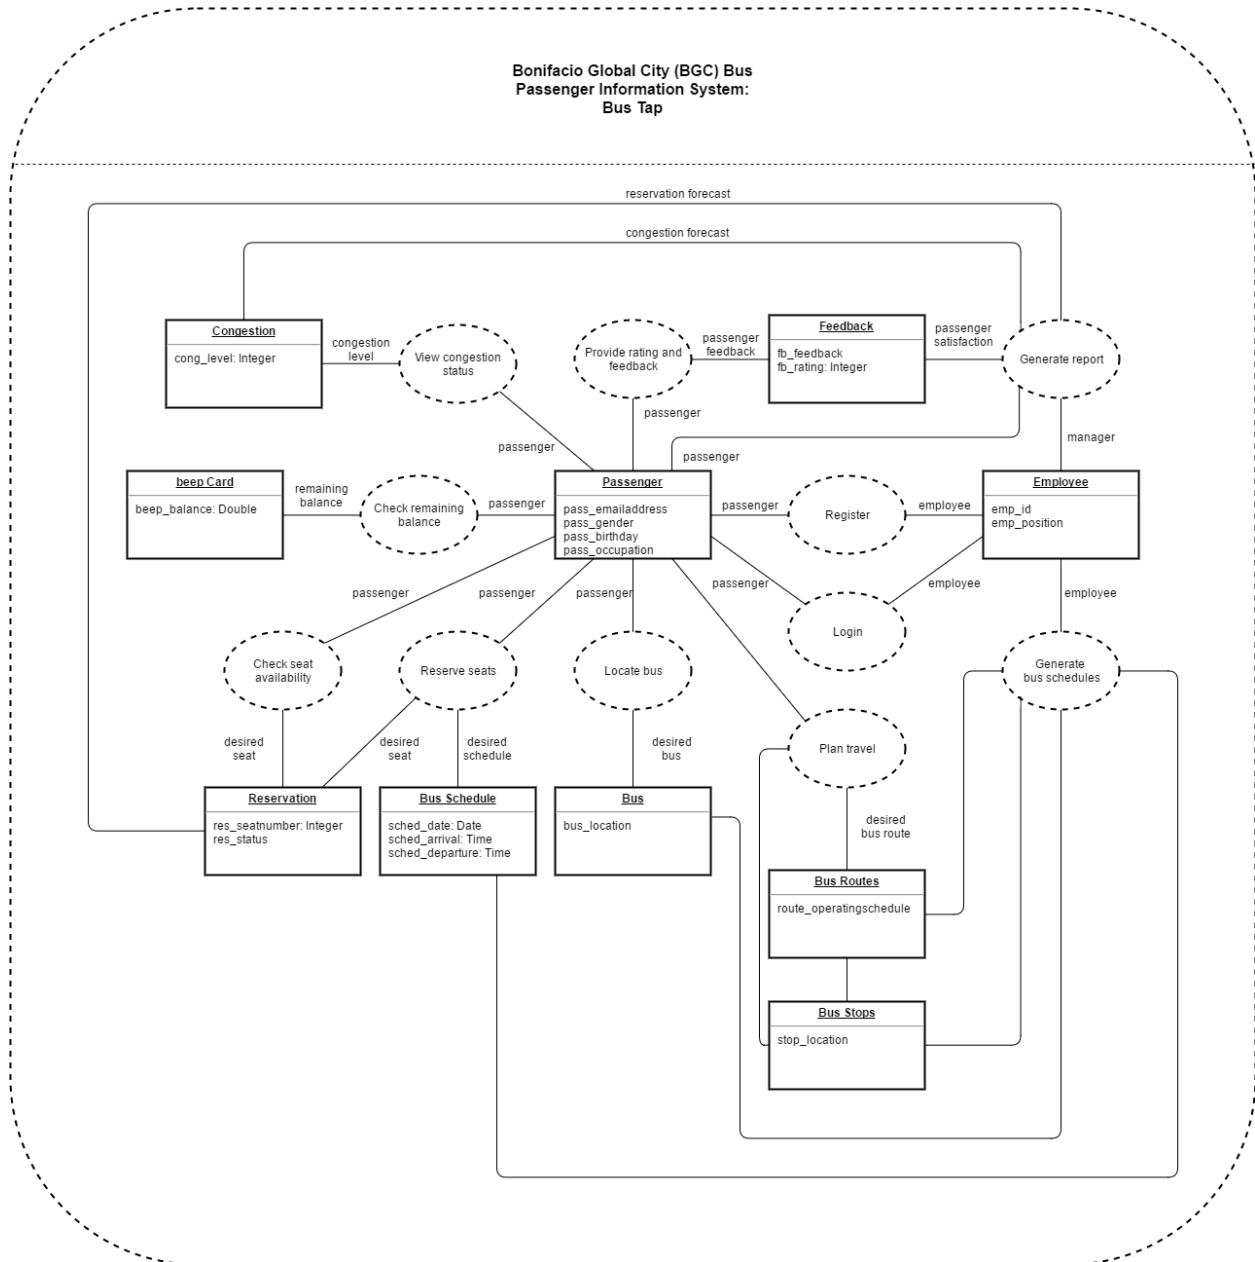 Bonifacio Global City (BGC) Bus
Passenger Information System:
Bus Tap
reservation forecast
congestion forecast
Congestion
cong_level: Integer
congestion
level
View congestion
status
Provide rating and
feedback
passenger
feedback
Feedback
fb_feedback
fb_rating: Integer
passenger
satisfaction
Generate report
passenger
passenger
passenger
manager
beep Card
beep_balance: Double
remaining
balance
Check remaining
balance
passenger
Passenger
pass_emailaddress
pass_gender
pass_birthday
pass_occupation
passenger
Register
employee
Employee
emp_id
emp_position
passenger
passenger
passenger
passenger
employee
employee
Login
Check seat
availability
Reserve seats
Locate bus
Generate
bus schedules
desired
seat
desired
seat
desired
schedule
desired
bus
Plan travel
Reservation
res_seatnumber: Integer
res_status
Bus Schedule
sched_date: Date
sched_arrival: Time
sched_departure: Time
Bus
bus_location
desired
bus route
Bus Routes
route_operatingschedule
Bus Stops
stop_location